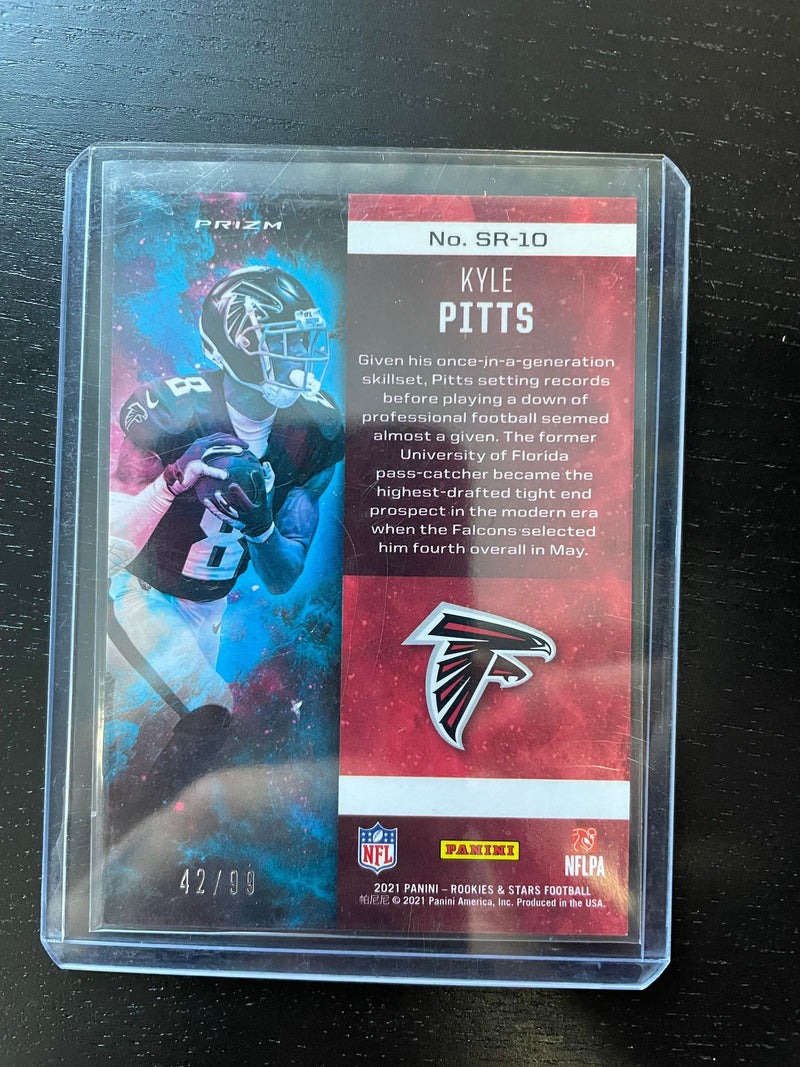 PRIZM
8
8
42/99
No. SR-10
KYLE
PITTS
Given his once-in-a-generation
skillset, Pitts setting records
before playing a down of
professional football seemed
almost a given. The former
University of Florida
pass-catcher became the
highest-drafted tight end
prospect in the modern era
when the Falcons selected
him fourth overall in May.
NFL
PANINI
NFLPA
2021 PANINI – ROOKIES & STARS FOOTBALL
帕尼尼 © 2021 Panini America, Inc. Produced in the USA.